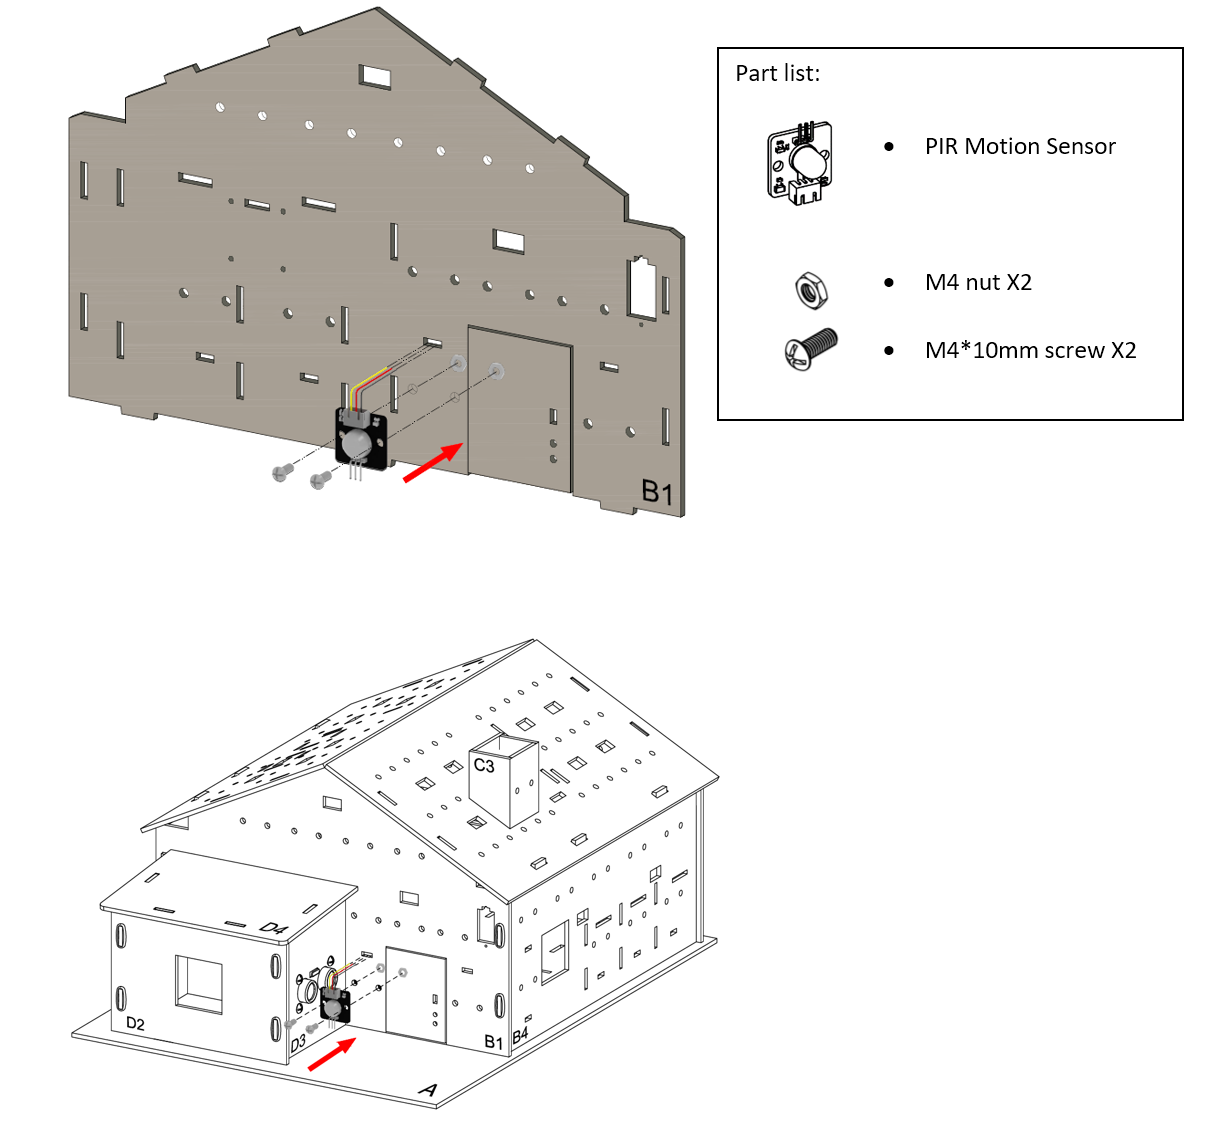 Part list:
• PIR Motion Sensor
• M4 nut X2
• M4*10mm screw X2
B1
C3
D4
D2
D3
B1
B4
A